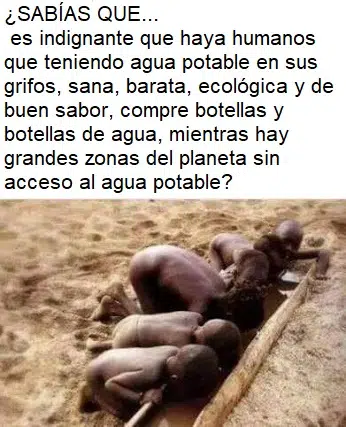 ¿SABÍAS QUE...
es indignante que haya humanos
que teniendo agua potable en sus
grifos, sana, barata, ecológica y de
buen sabor, compre botellas y
botellas de agua, mientras hay
grandes zonas del planeta sin
acceso al agua potable?